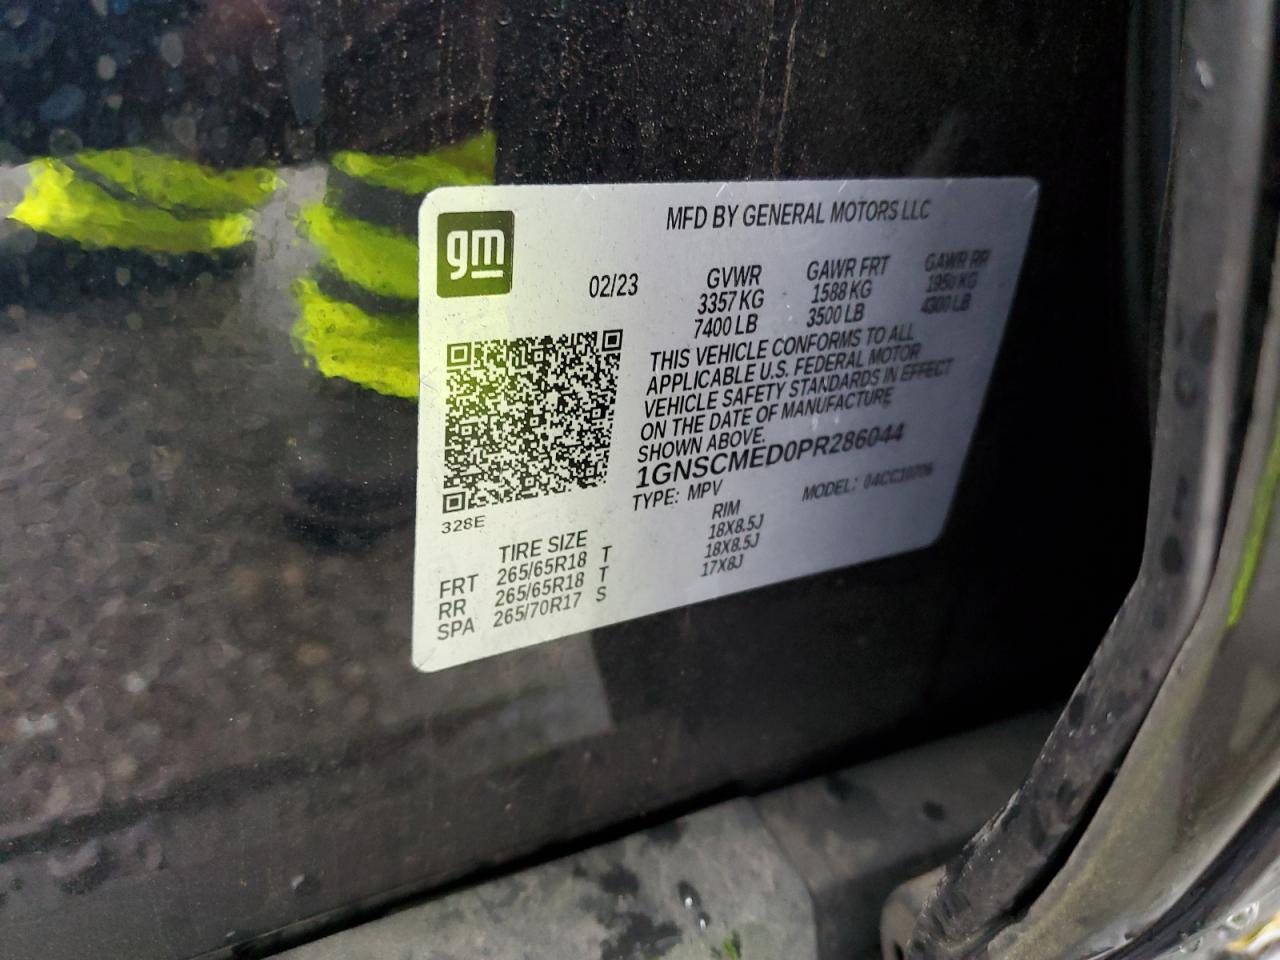 gm
MFD BY GENERAL MOTORS LLC
02/23
GVWR GAWR FRT GAWR RR
3357 KG 1588 KG 1950 KG
7400 LB 3500 LB 4300 LB
THIS VEHICLE CONFORMS TO ALL
APPLICABLE U.S. FEDERAL MOTOR
VEHICLE SAFETY STANDARDS IN EFFECT
ON THE DATE OF MANUFACTURE
SHOWN ABOVE.
1GNSCMED0PR286044
TYPE: MPV MODEL:
328E
TIRE SIZE RIM
FRT 265/65R18 T 18X8.5J
RR 265/65R18 T 18X8.5J
SPA 265/70R17 S 17X8J